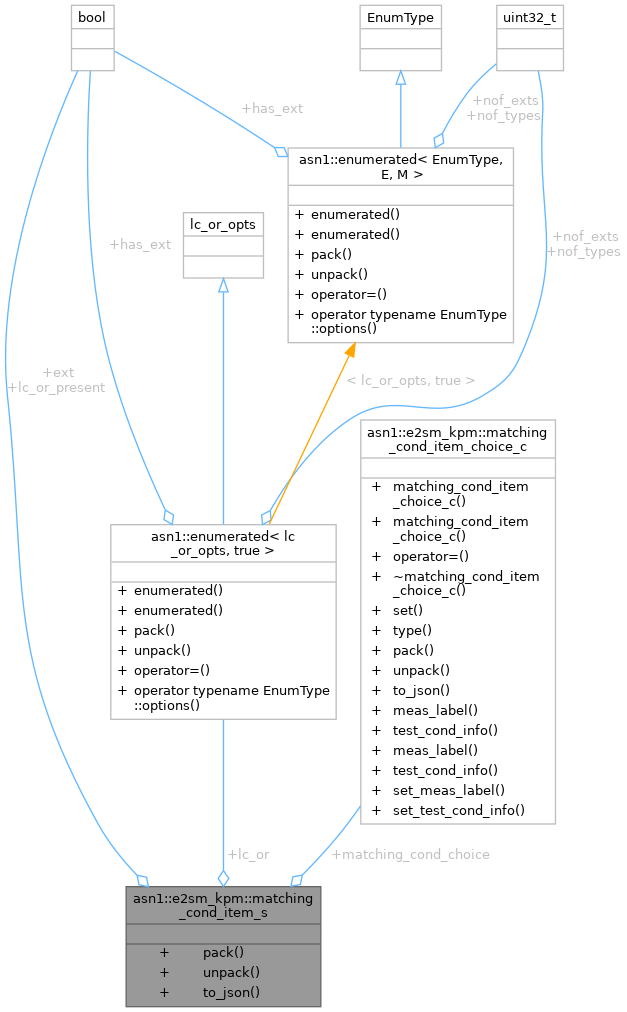 bool
EnumType
uint32_t
+has_ext
+nof_exts
+nof_types
asn1::enumerated< EnumType,
E, M >
+ enumerated()
+ enumerated()
+ pack()
+ unpack()
+ operator=()
+ operator typename EnumType
::options()
lc_or_opts
+has_ext
+nof_exts
+nof_types
+ext
+lc_or_present
< lc_or_opts, true >
asn1::e2sm_kpm::matching
_cond_item_choice_c
+ matching_cond_item
_choice_c()
+ matching_cond_item
_choice_c()
+ operator=()
+ ~matching_cond_item
_choice_c()
+ set()
+ type()
+ pack()
+ unpack()
+ to_json()
+ meas_label()
+ test_cond_info()
+ meas_label()
+ test_cond_info()
+ set_meas_label()
+ set_test_cond_info()
asn1::enumerated< lc
_or_opts, true >
+ enumerated()
+ enumerated()
+ pack()
+ unpack()
+ operator=()
+ operator typename EnumType
::options()
+lc_or
+matching_cond_choice
asn1::e2sm_kpm::matching
_cond_item_s
+ pack()
+ unpack()
+ to_json()